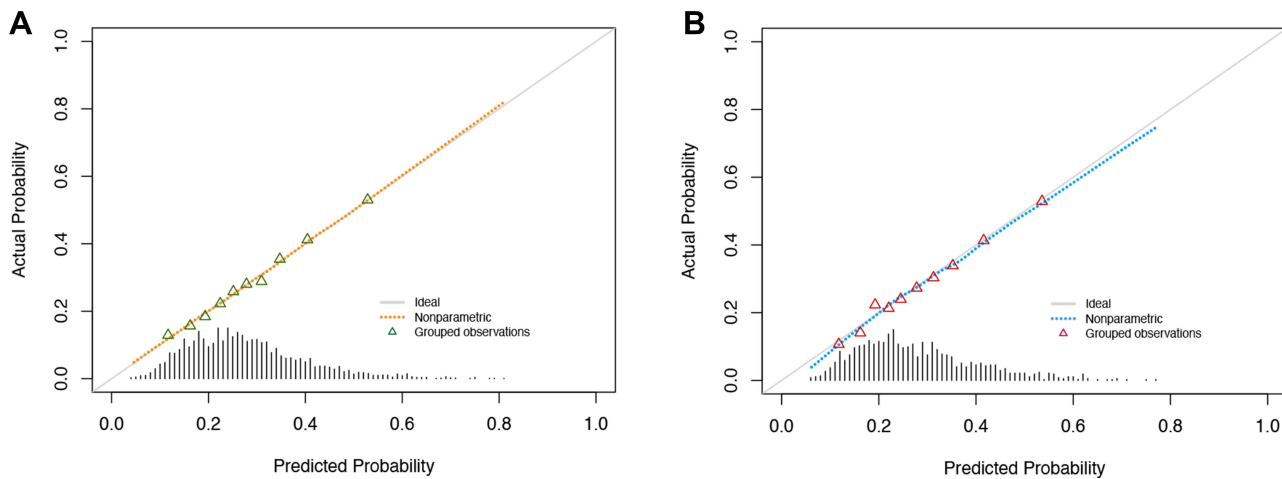 A
1.0
0.8
0.6
0.4
0.2
0.0
Actual Probability
Ideal
Nonparametric
Grouped observations
0.0 0.2 0.4 0.6 0.8 1.0
Predicted Probability
B
1.0
0.8
0.6
0.4
0.2
0.0
Actual Probability
Ideal
Nonparametric
Grouped observations
0.0 0.2 0.4 0.6 0.8 1.0
Predicted Probability